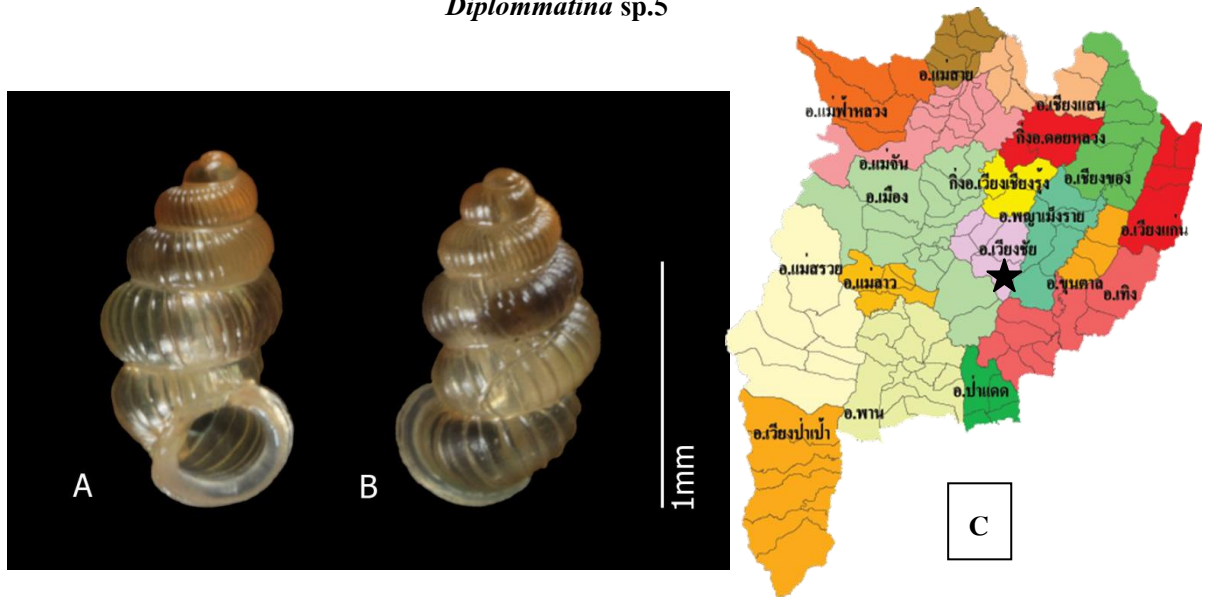 Diplommatina sp.5
A
B
1mm
อ.แม่สาย
อ.เชียงแสน
อ.แม่ฟ้าหลวง
กิ่งอ.ดอยหลวง
อ.แม่จัน
กิ่งอ.เวียงเชียงรุ้ง
อ.เชียงของ
อ.เมือง
อ.พญาเม็งราย
อ.เวียงแก่น
อ.เวียงชัย
อ.แม่สรวย
อ.แม่ลาว
อ.ขุนตาล
อ.เทิง
อ.ป่าแดด
อ.พาน
อ.เวียงป่าเป้า
C